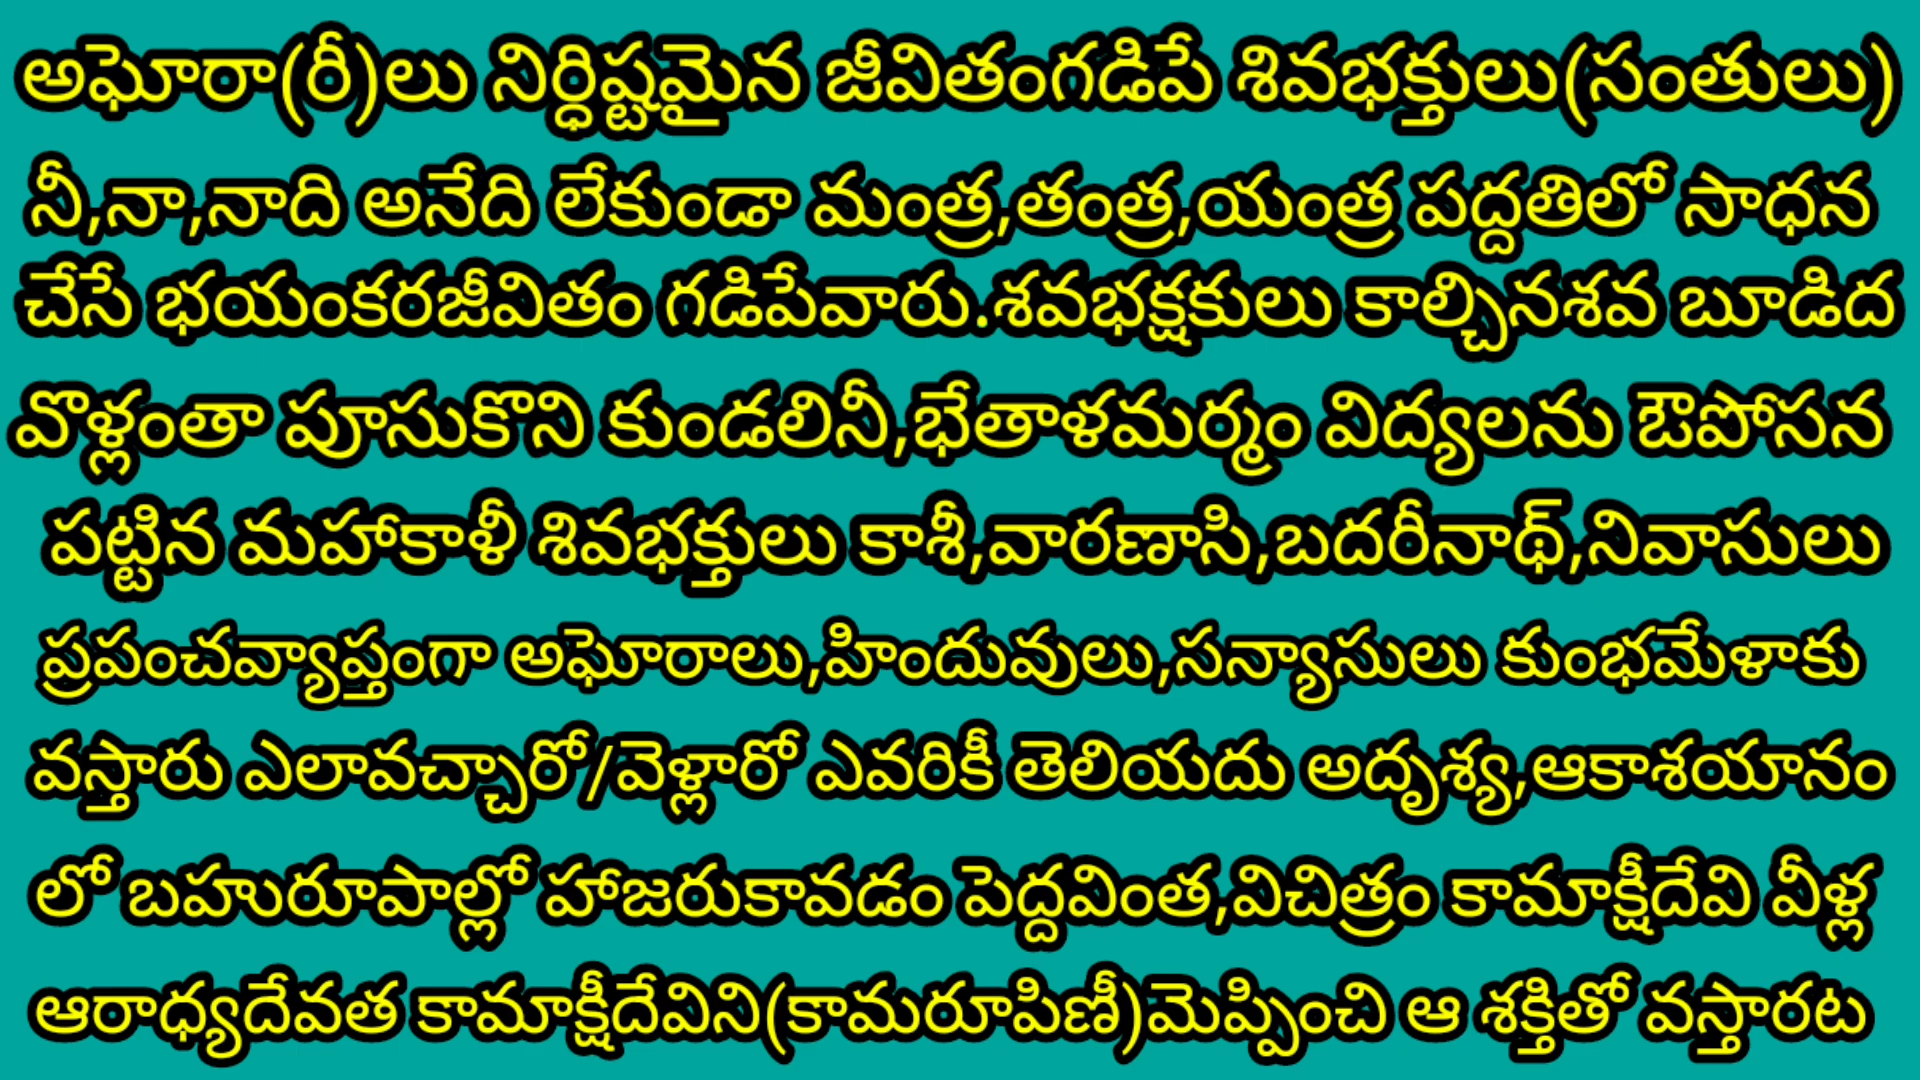 అఘోరా(రీ)లు నిర్ధిష్టమైన జీవితంగడిపే శివభక్తులు(సంతులు)
నీ,నా,నాది అనేది లేకుండా మంత్ర,తంత్ర,యంత్ర పద్దతిలో సాధన
చేసే భయంకరజీవితం గడిపేవారు.శవభక్షకులు కాల్చినశవ బూడిద
వొళ్లంతా పూసుకొని కుండలినీ,భేతాళమర్మం విద్యలను ఔపోసన
పట్టిన మహాకాళీ శివభక్తులు కాశీ,వారణాసి,బదరీనాథ్,నివాసులు
ప్రపంచవ్యాప్తంగా అఘోరాలు,హిందువులు,సన్యాసులు కుంభమేళాకు
వస్తారు ఎలావచ్చారో/వెళ్లారో ఎవరికీ తెలియదు అదృశ్య,ఆకాశయానం
లో బహురూపాల్లో హాజరుకావడం పెద్దవింత,విచిత్రం కామాక్షీదేవి వీళ్ల
ఆరాధ్యదేవత కామాక్షీదేవిని(కామరూపిణీ)మెప్పించి ఆ శక్తితో వస్తారట